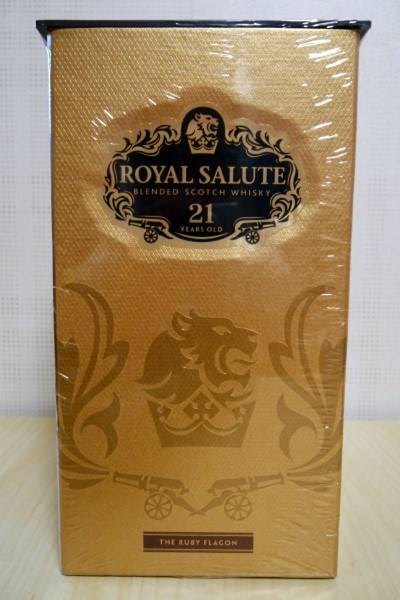 ROYAL SALUTE
BLENDED SCOTCH WHISKY
21
YEARS OLD
THE RUBY FLAGON